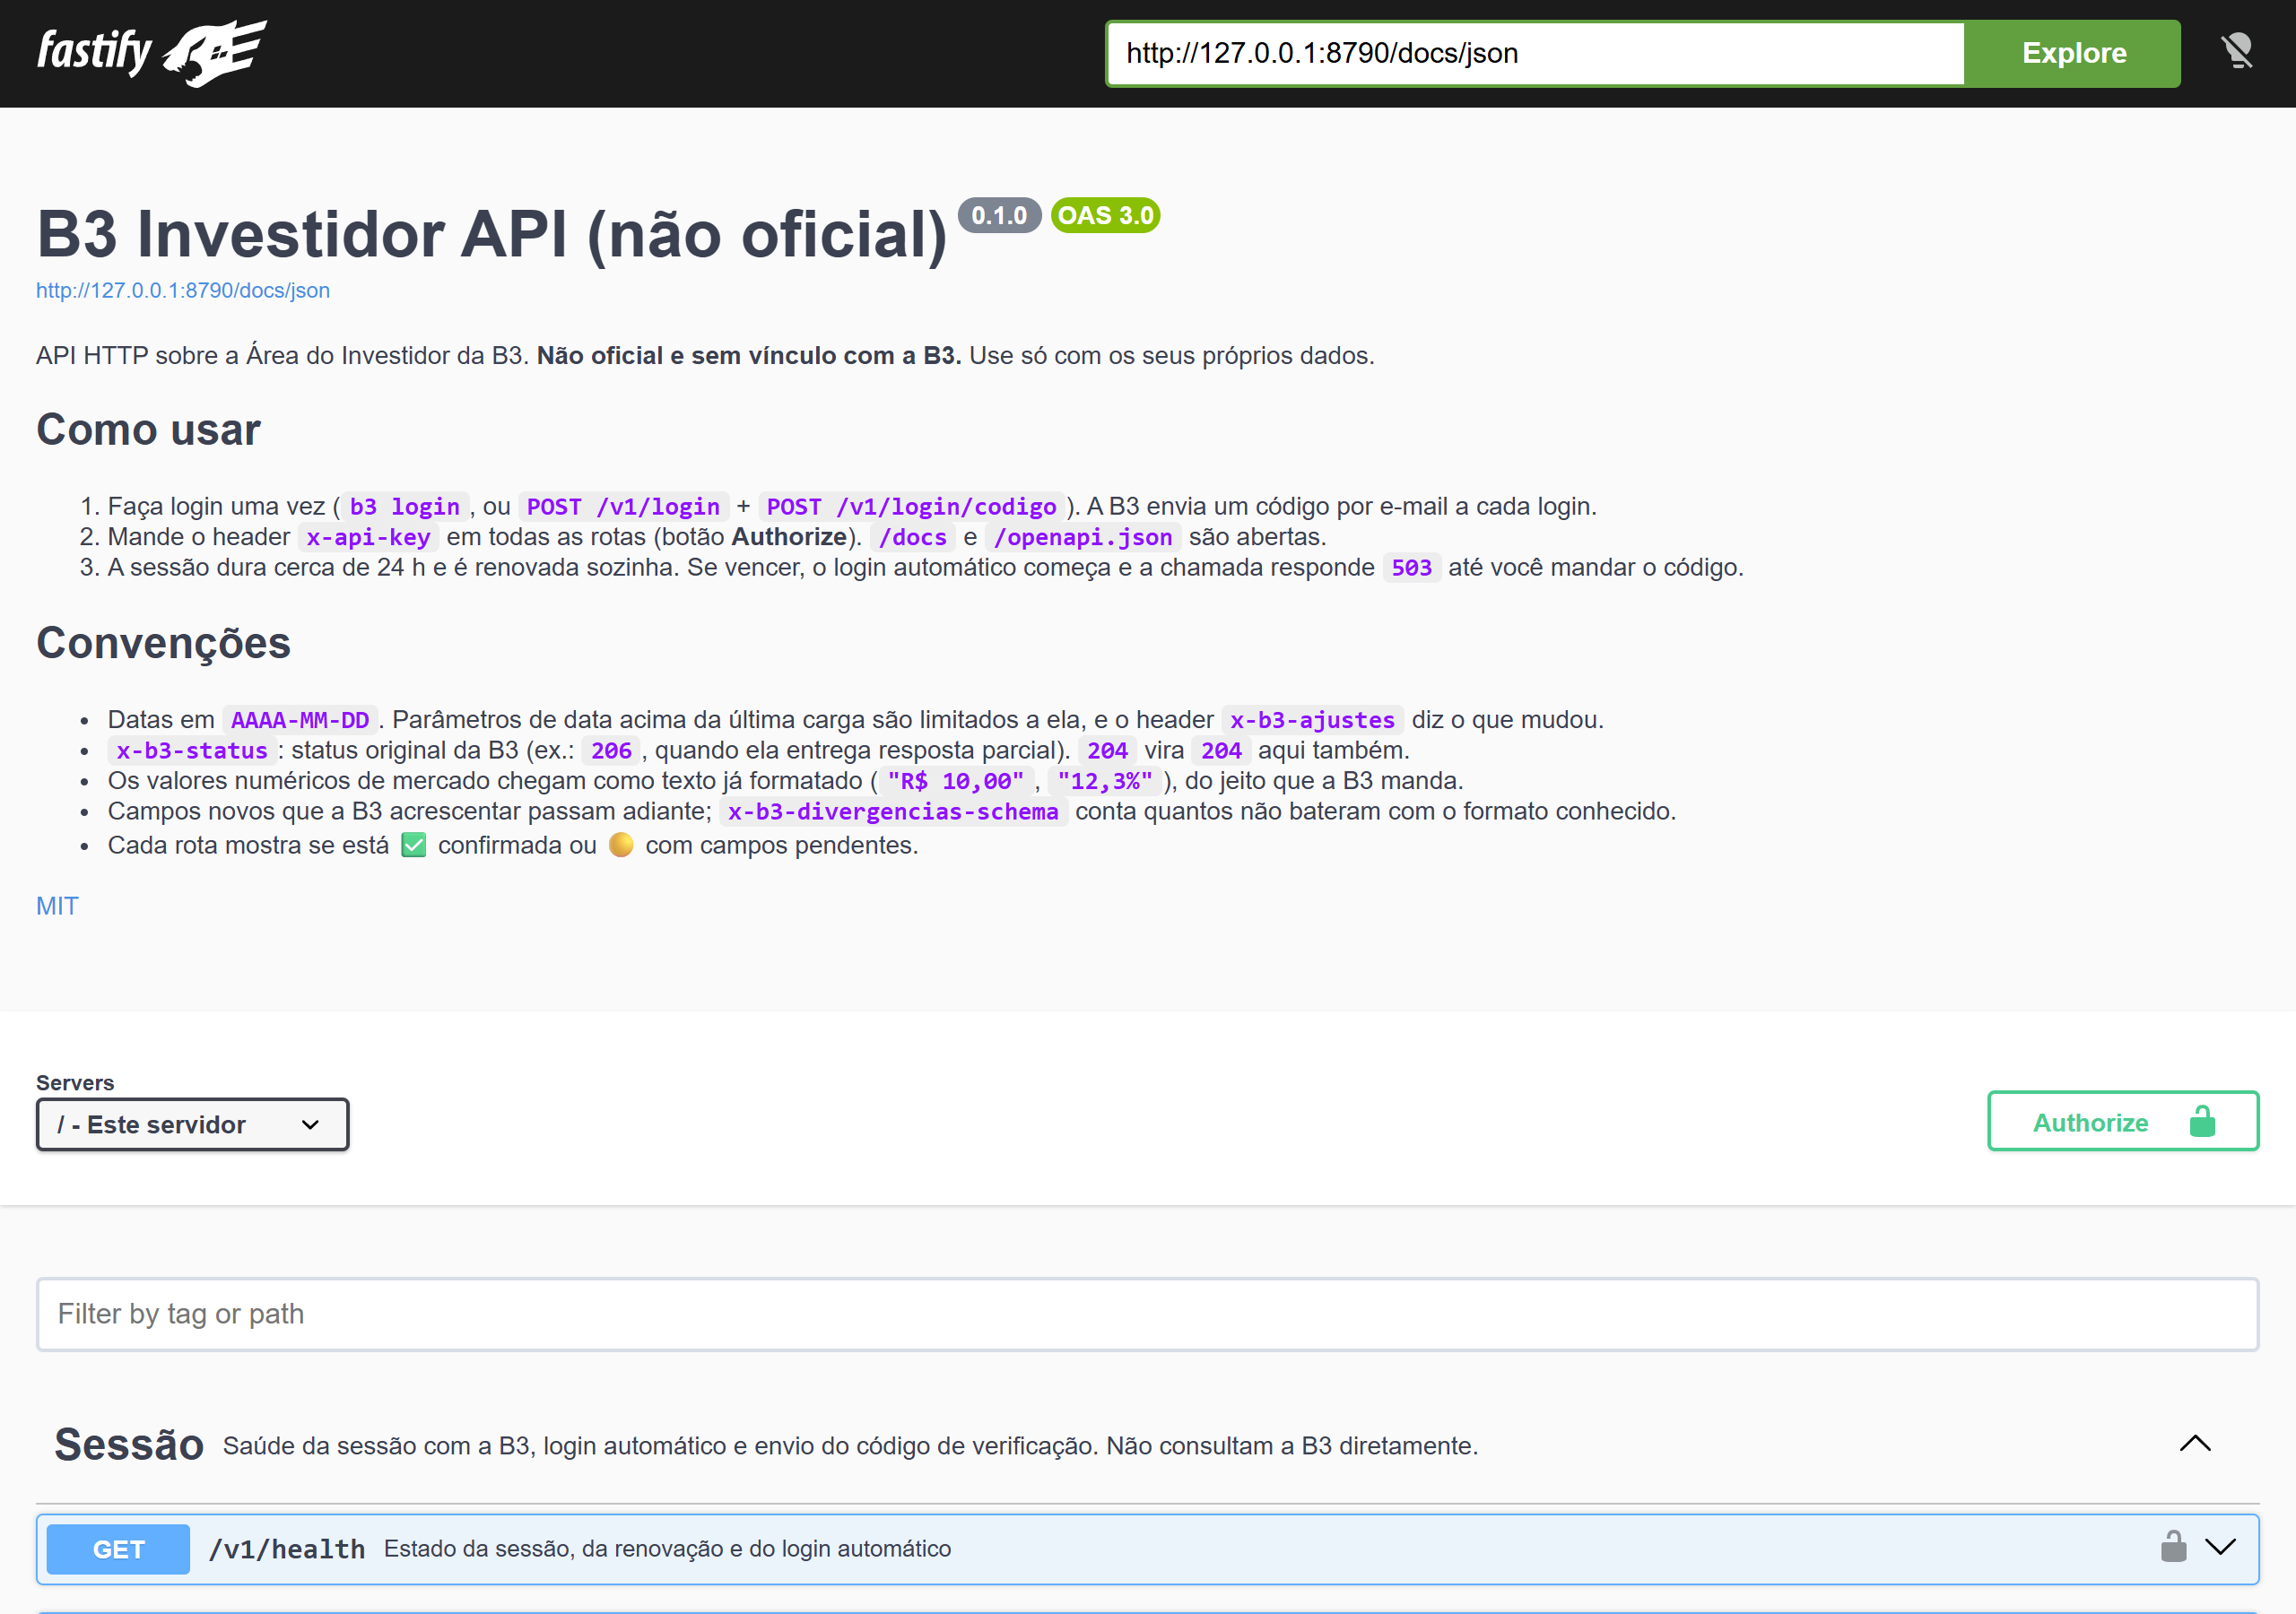 fastify
http://127.0.0.1:8790/docs/json
Explore
B3 Investidor API (não oficial) 0.1.0 OAS 3.0
http://127.0.0.1:8790/docs/json
API HTTP sobre a Área do Investidor da B3. Não oficial e sem vínculo com a B3. Use só com os seus próprios dados.
Como usar
1. Faça login uma vez ( b3 login , ou POST /v1/login + POST /v1/login/codigo ). A B3 envia um código por e-mail a cada login.
2. Mande o header x-api-key em todas as rotas (botão Authorize). /docs e /openapi.json são abertas.
3. A sessão dura cerca de 24 h e é renovada sozinha. Se vencer, o login automático começa e a chamada responde 503 até você mandar o código.
Convenções
• Datas em AAAA-MM-DD . Parâmetros de data acima da última carga são limitados a ela, e o header x-b3-ajustes diz o que mudou.
• x-b3-status : status original da B3 (ex.: 206 , quando ela entrega resposta parcial). 204 vira 204 aqui também.
• Os valores numéricos de mercado chegam como texto já formatado ( "R$ 10,00" , "12,3%" ), do jeito que a B3 manda.
• Campos novos que a B3 acrescentar passam adiante; x-b3-divergencias-schema conta quantos não bateram com o formato conhecido.
• Cada rota mostra se está ✅ confirmada ou 🟡 com campos pendentes.
MIT
Servers
/ - Este servidor
Authorize
Filter by tag or path
Sessão Saúde da sessão com a B3, login automático e envio do código de verificação. Não consultam a B3 diretamente.
GET /v1/health Estado da sessão, da renovação e do login automático